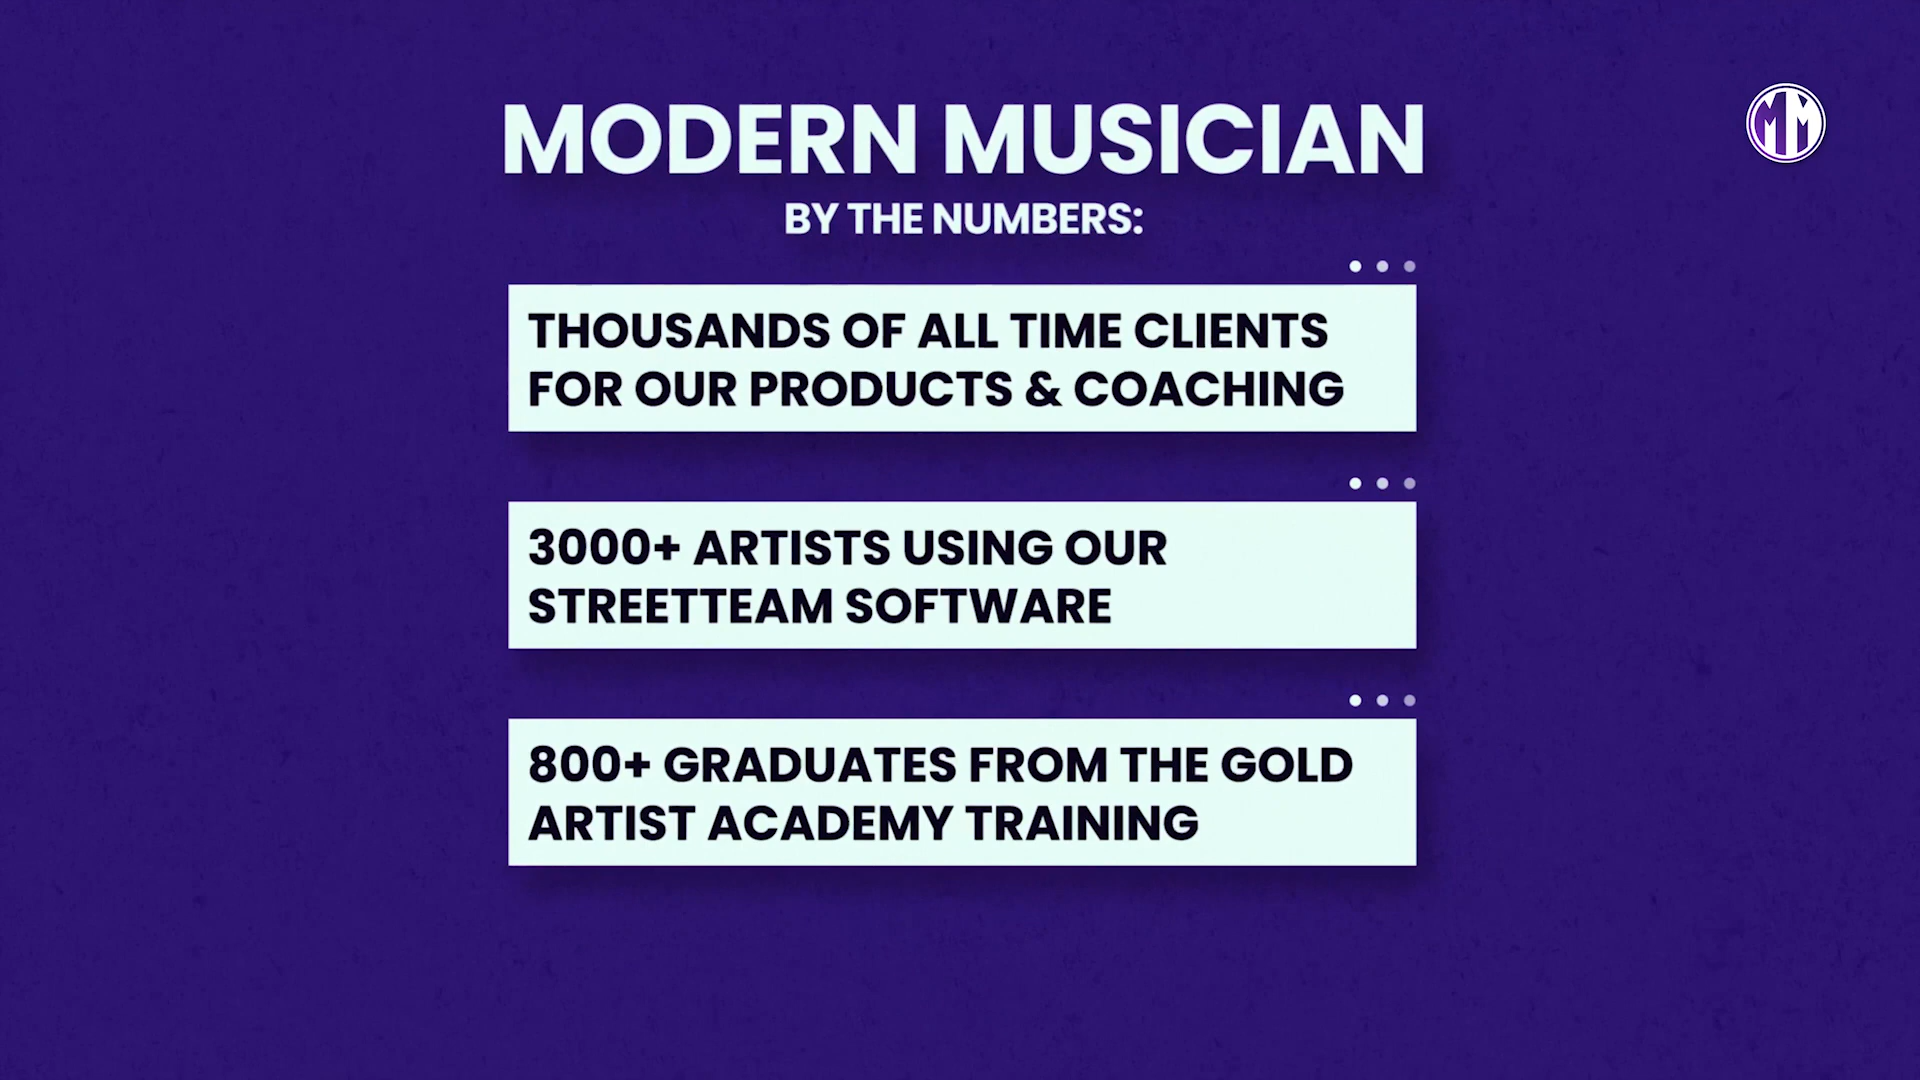 MODERN MUSICIAN
MM
BY THE NUMBERS:
THOUSANDS OF ALL TIME CLIENTS
FOR OUR PRODUCTS & COACHING
3000+ ARTISTS USING OUR
STREETTEAM SOFTWARE
800+ GRADUATES FROM THE GOLD
ARTIST ACADEMY TRAINING